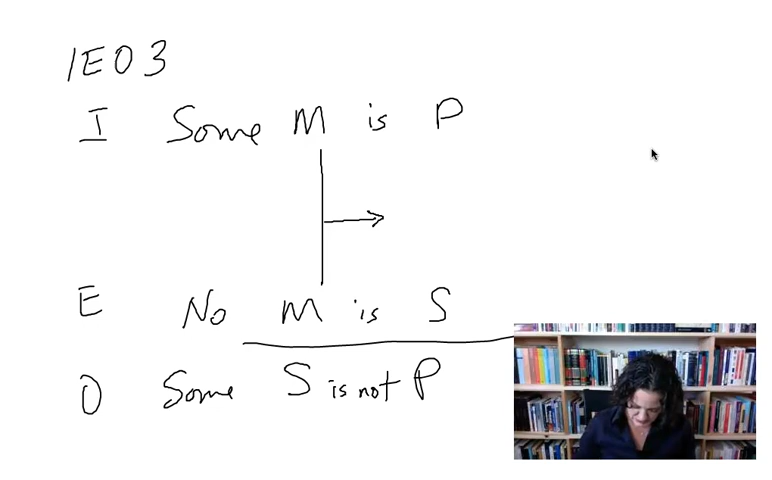 IEO3
I Some M is P
E No M is S
O Some S is not P